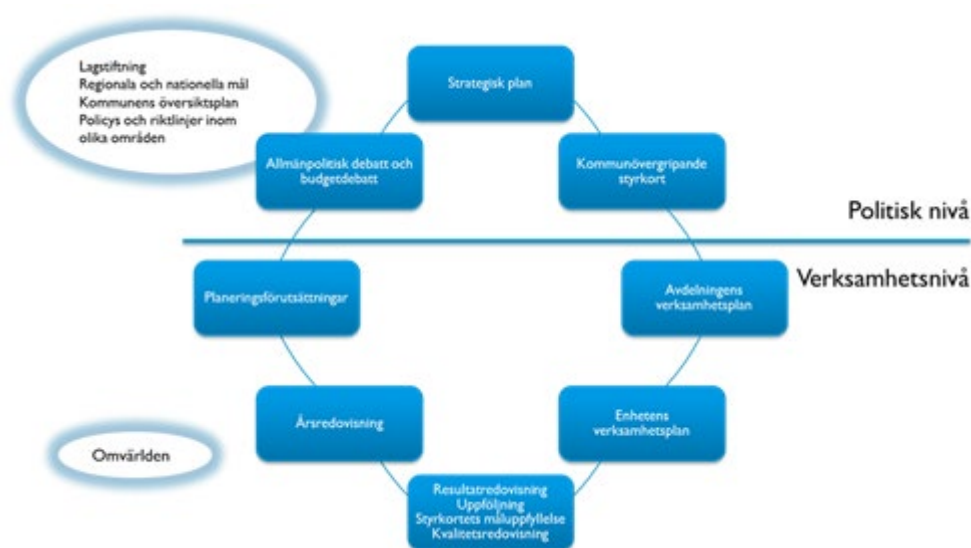 Lagstiftning
Regionala och nationella mål
Kommunens översiktsplan
Policys och riktlinjer inom
olika områden
Strategisk plan
Allmänpolitisk debatt och
budgetdebatt
Kommunövergripande
styrkort
Politisk nivå
Verksamhetsnivå
Planeringsförutsättningar
Avdelningens
verksamhetsplan
Årsredovisning
Enhetens
verksamhetsplan
Omvärlden
Resultatredovisning
Uppföljning
Styrkortets måluppfyllelse
Kvalitetsredovisning